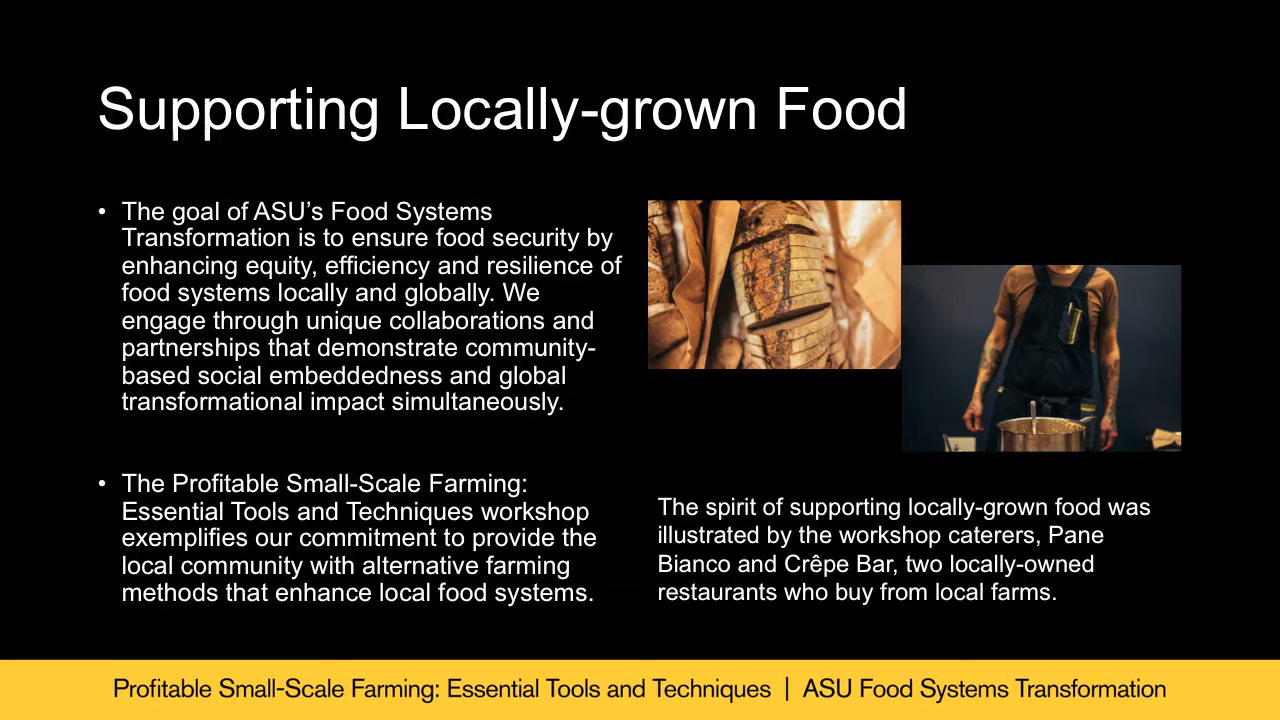 Supporting Locally-grown Food
• The goal of ASU’s Food Systems
Transformation is to ensure food security by
enhancing equity, efficiency and resilience of
food systems locally and globally. We
engage through unique collaborations and
partnerships that demonstrate community-
based social embeddedness and global
transformational impact simultaneously.
• The Profitable Small-Scale Farming:
Essential Tools and Techniques workshop
exemplifies our commitment to provide the
local community with alternative farming
methods that enhance local food systems.
The spirit of supporting locally-grown food was
illustrated by the workshop caterers, Pane
Bianco and Crêpe Bar, two locally-owned
restaurants who buy from local farms.
Profitable Small-Scale Farming: Essential Tools and Techniques | ASU Food Systems Transformation